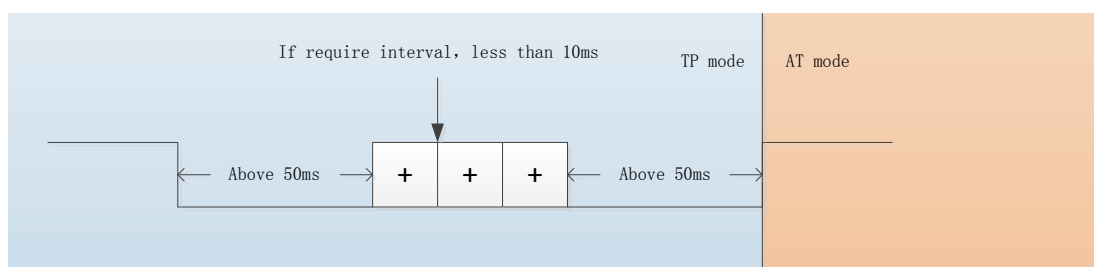 If require interval, less than 10ms
TP mode
AT mode
Above 50ms
+
+
+
Above 50ms